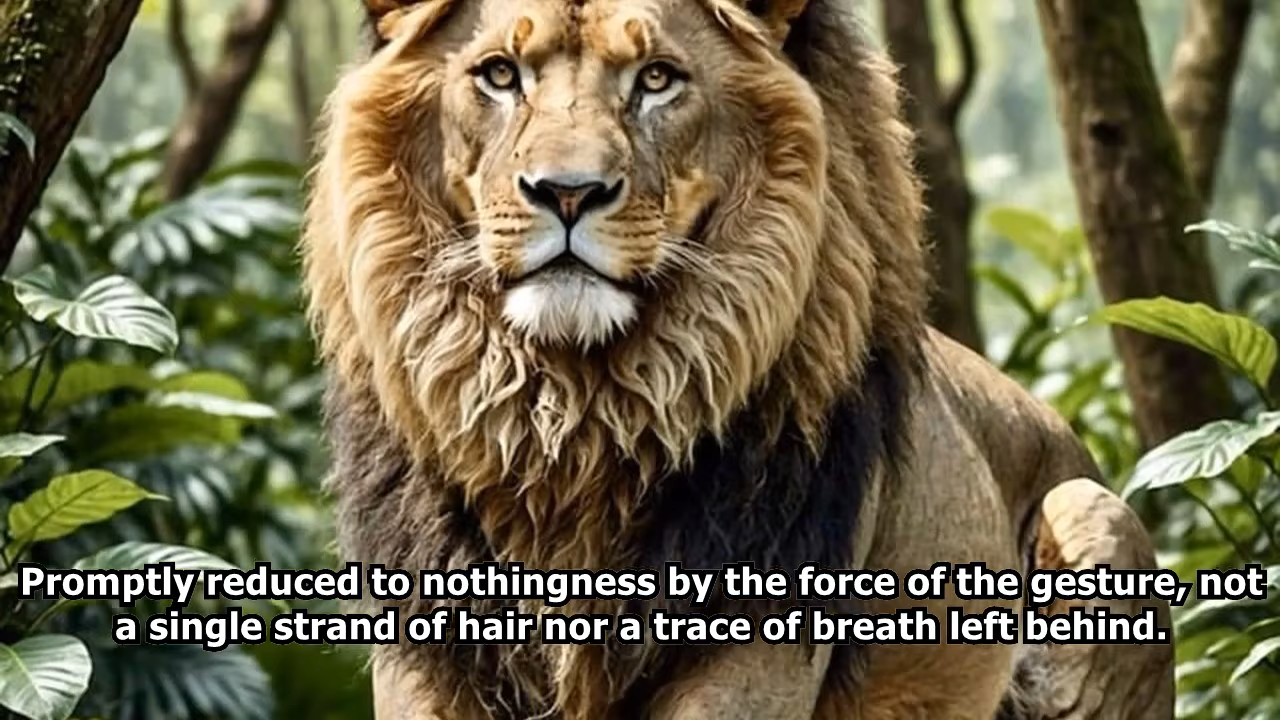 Promptly reduced to nothingness by the force of the gesture, not
a single strand of hair nor a trace of breath left behind.